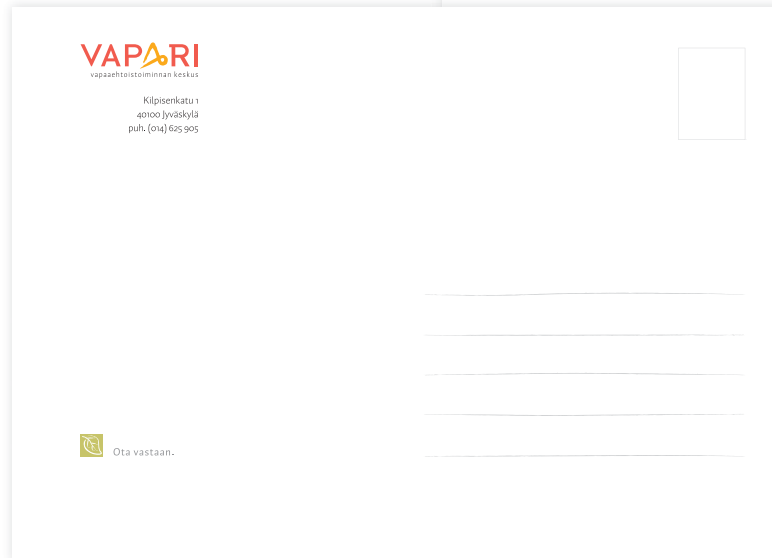 VAPARI
vapaaehtoistoiminnan keskus
Kilpisenkatu 1
40100 Jyväskylä
puh. (014) 625 905
Ota vastaan.